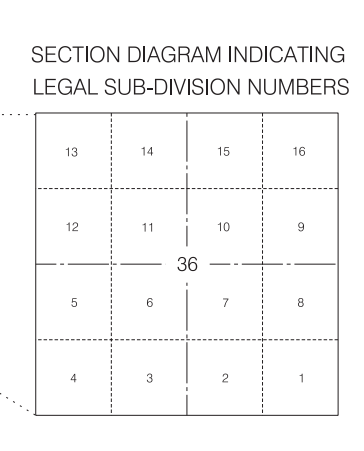 SECTION DIAGRAM INDICATING
LEGAL SUB-DIVISION NUMBERS
13 14 15 16
12 11 10 9
36
5 6 7 8
4 3 2 1